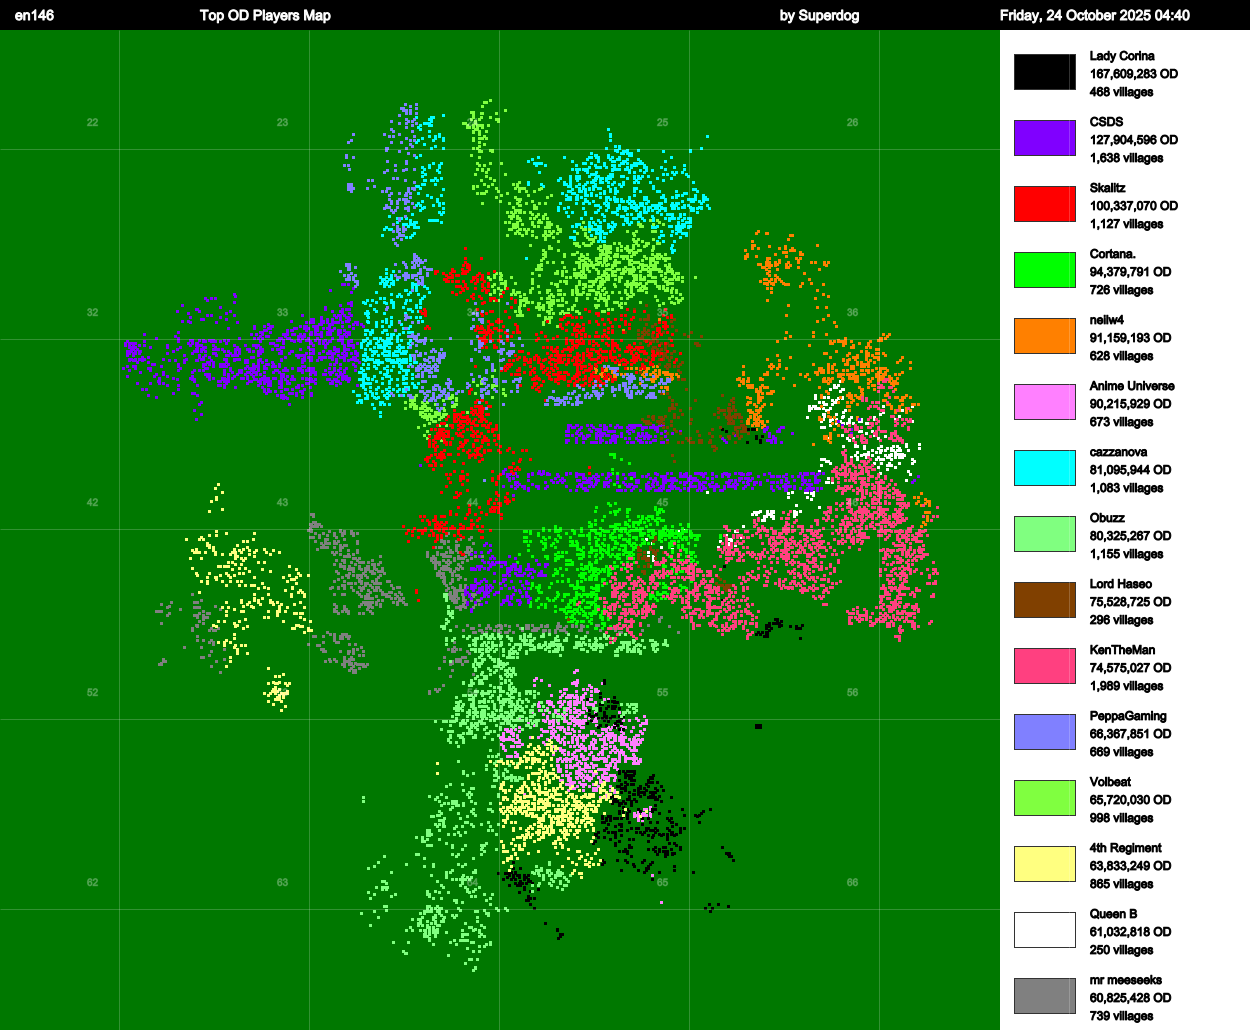 en146 Top OD Players Map by Superdog Friday, 24 October 2025 04:40
Lady Corina
167,609,283 OD
468 villages
CSDS
127,904,596 OD
1,638 villages
Skalitz
100,337,070 OD
1,127 villages
Cortana.
94,379,791 OD
726 villages
neilw4
91,159,193 OD
628 villages
Anime Universe
90,215,929 OD
673 villages
cazzanova
81,095,944 OD
1,083 villages
Obuzz
80,325,267 OD
1,155 villages
Lord Haseo
75,528,725 OD
296 villages
KenTheMan
74,575,027 OD
1,989 villages
PeppaGaming
66,367,851 OD
669 villages
Volbeat
65,720,030 OD
998 villages
4th Regiment
63,833,249 OD
865 villages
Queen B
61,032,818 OD
250 villages
mr meeseeks
60,825,428 OD
739 villages
22 23 25 26
32 33 35 36
42 43 44 45
52 55 56
62 63 64 65 66